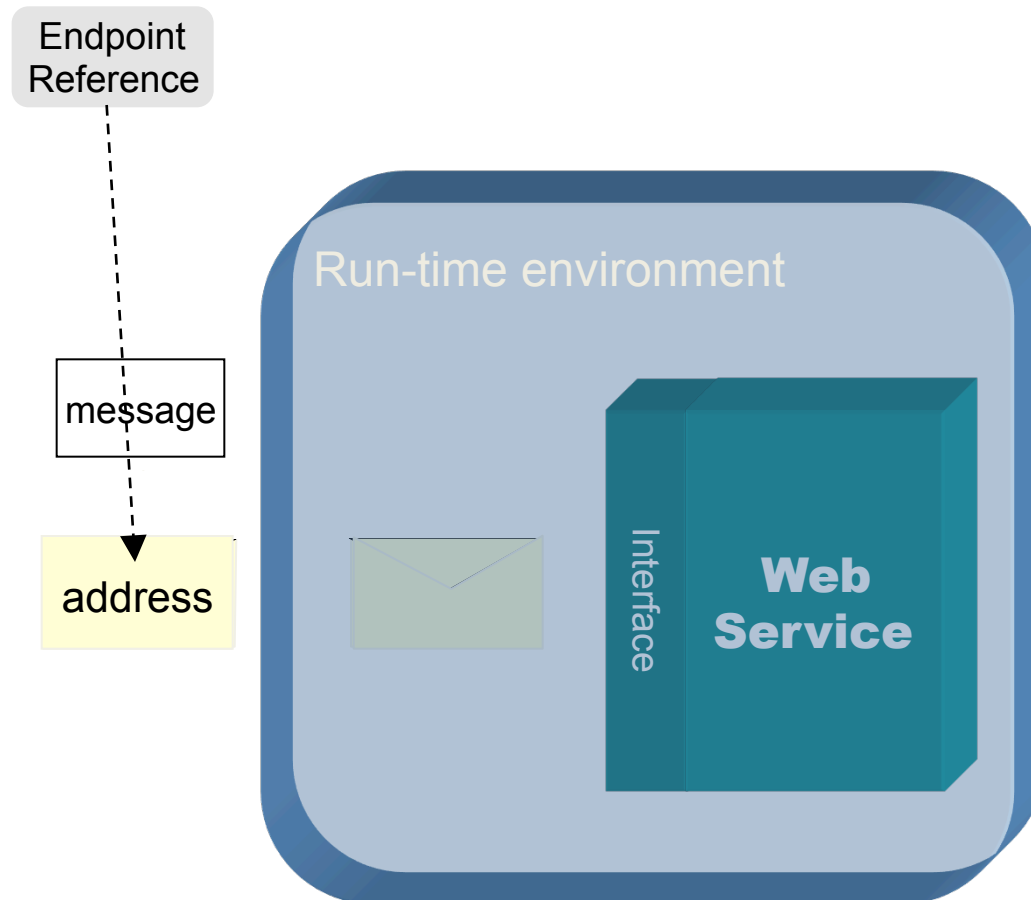 Endpoint
Reference
Run-time environment
message
address
Interface
Web
Service